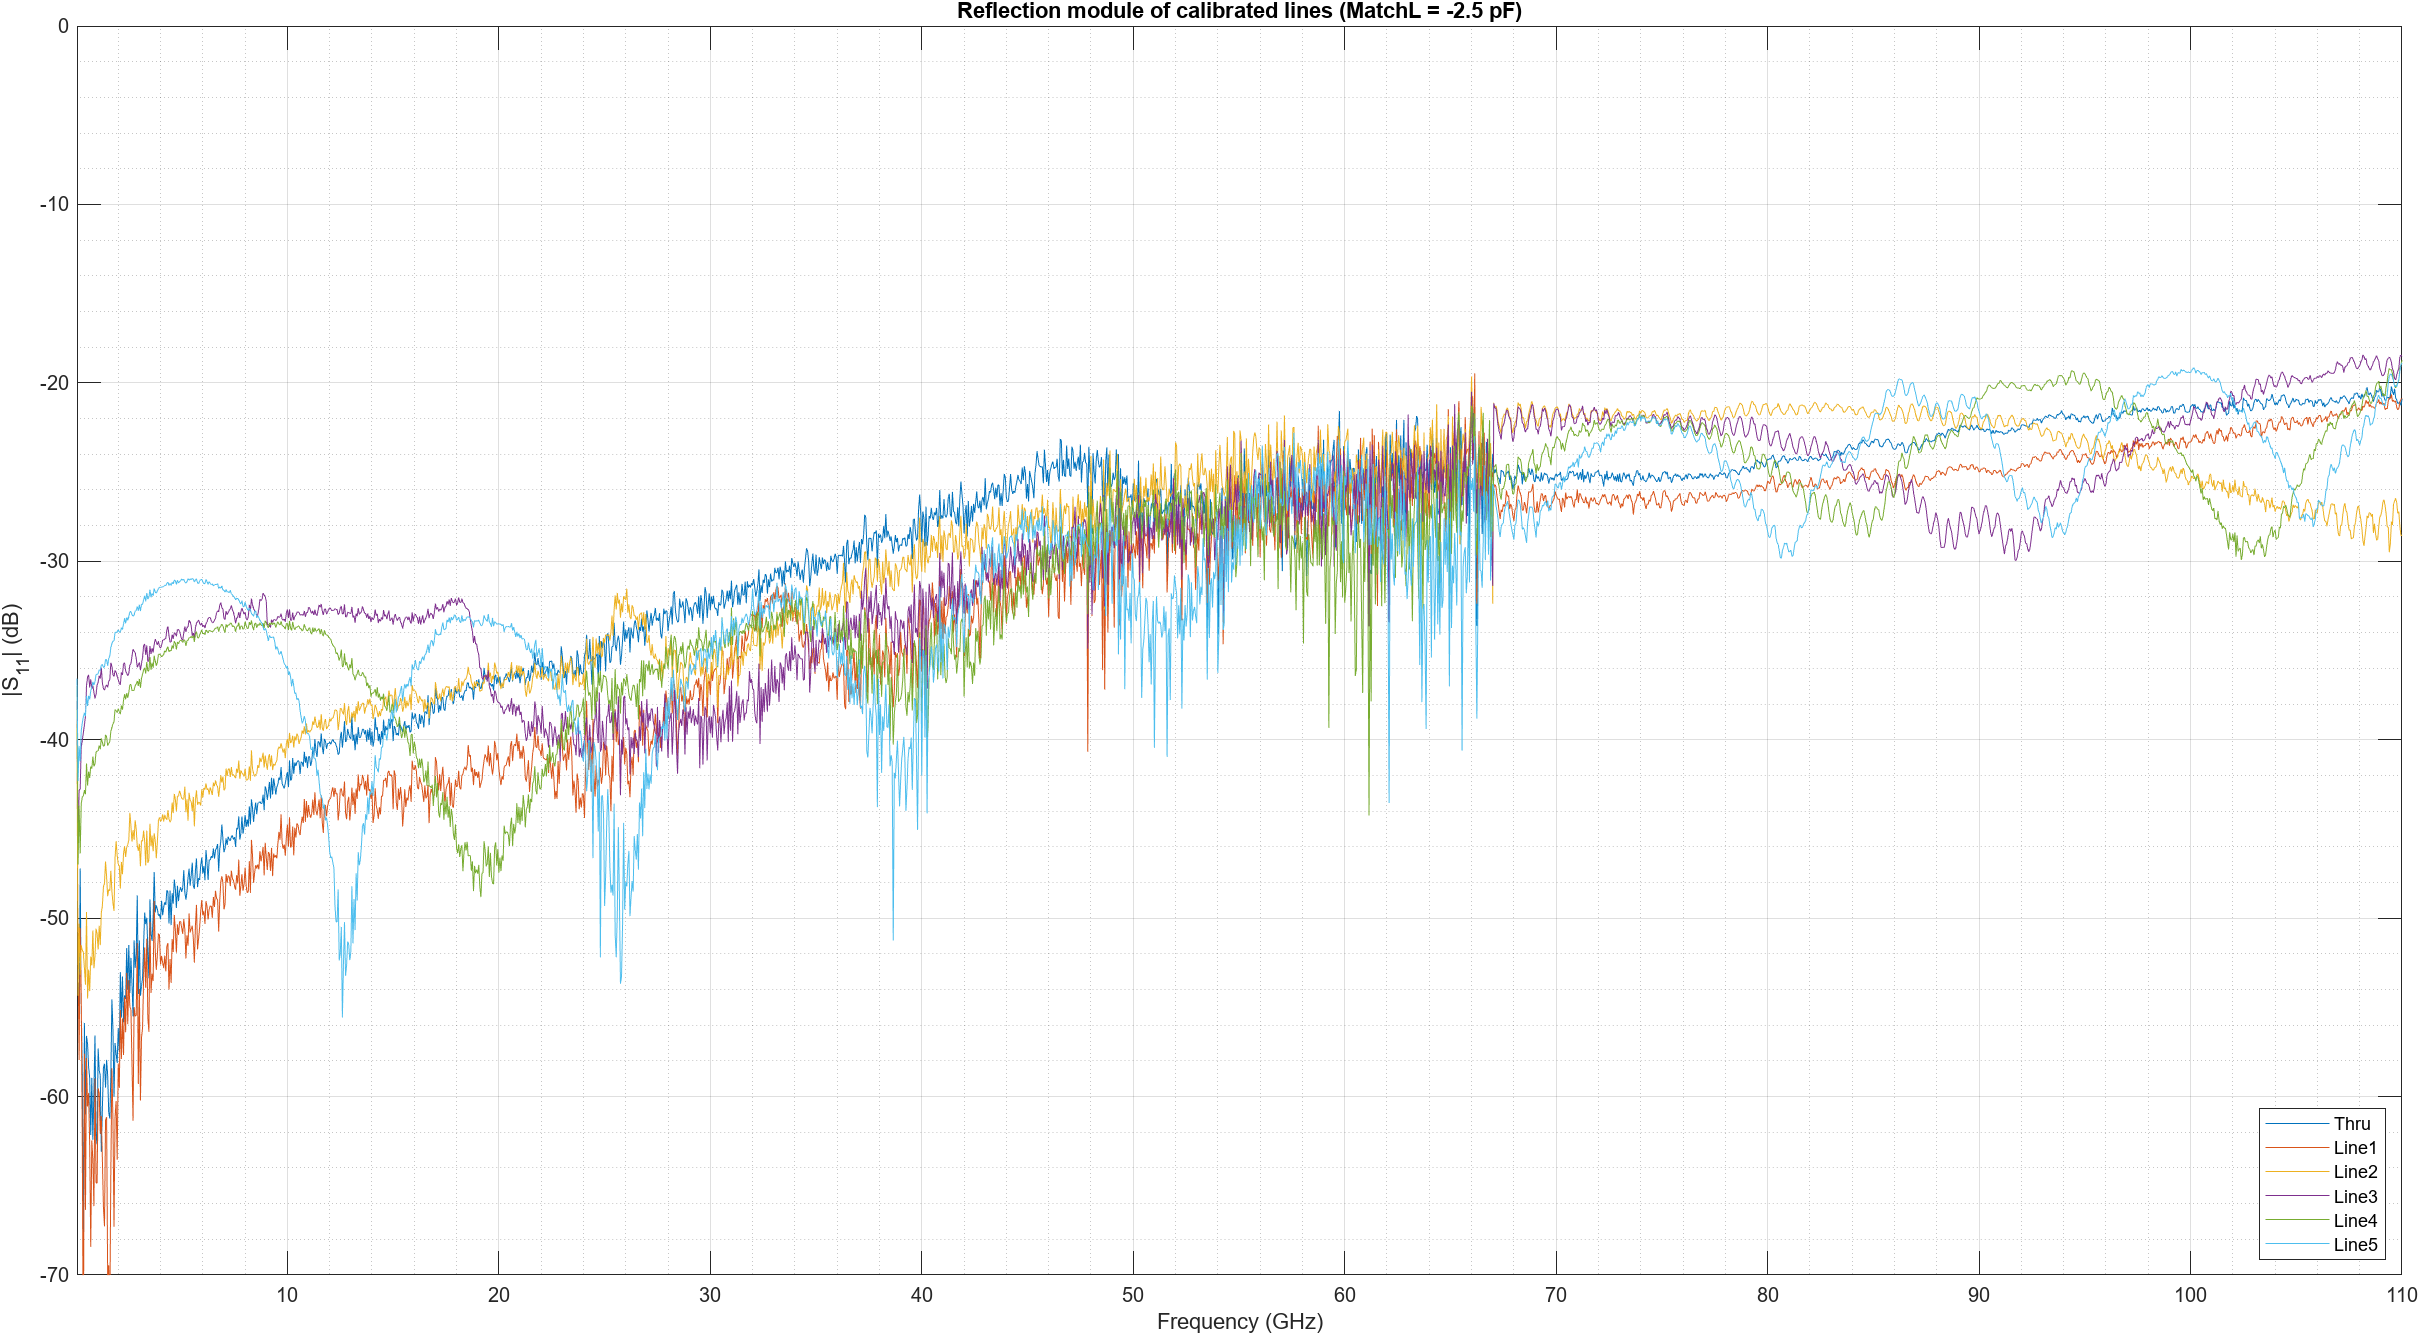 Reflection module of calibrated lines (MatchL = -2.5 pF)
0
-10
-20
-30
-40
-50
-60
-70
|S11| (dB)
10 20 30 40 50 60 70 80 90 100 110
Frequency (GHz)
Thru
Line1
Line2
Line3
Line4
Line5